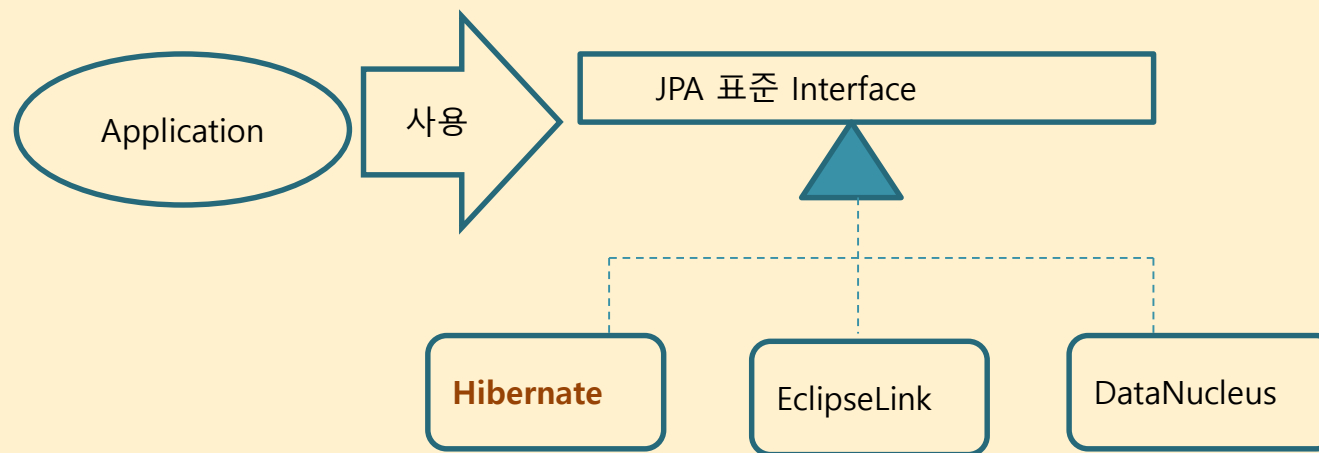 Application
사용
JPA 표준 Interface
Hibernate
EclipseLink
DataNucleus